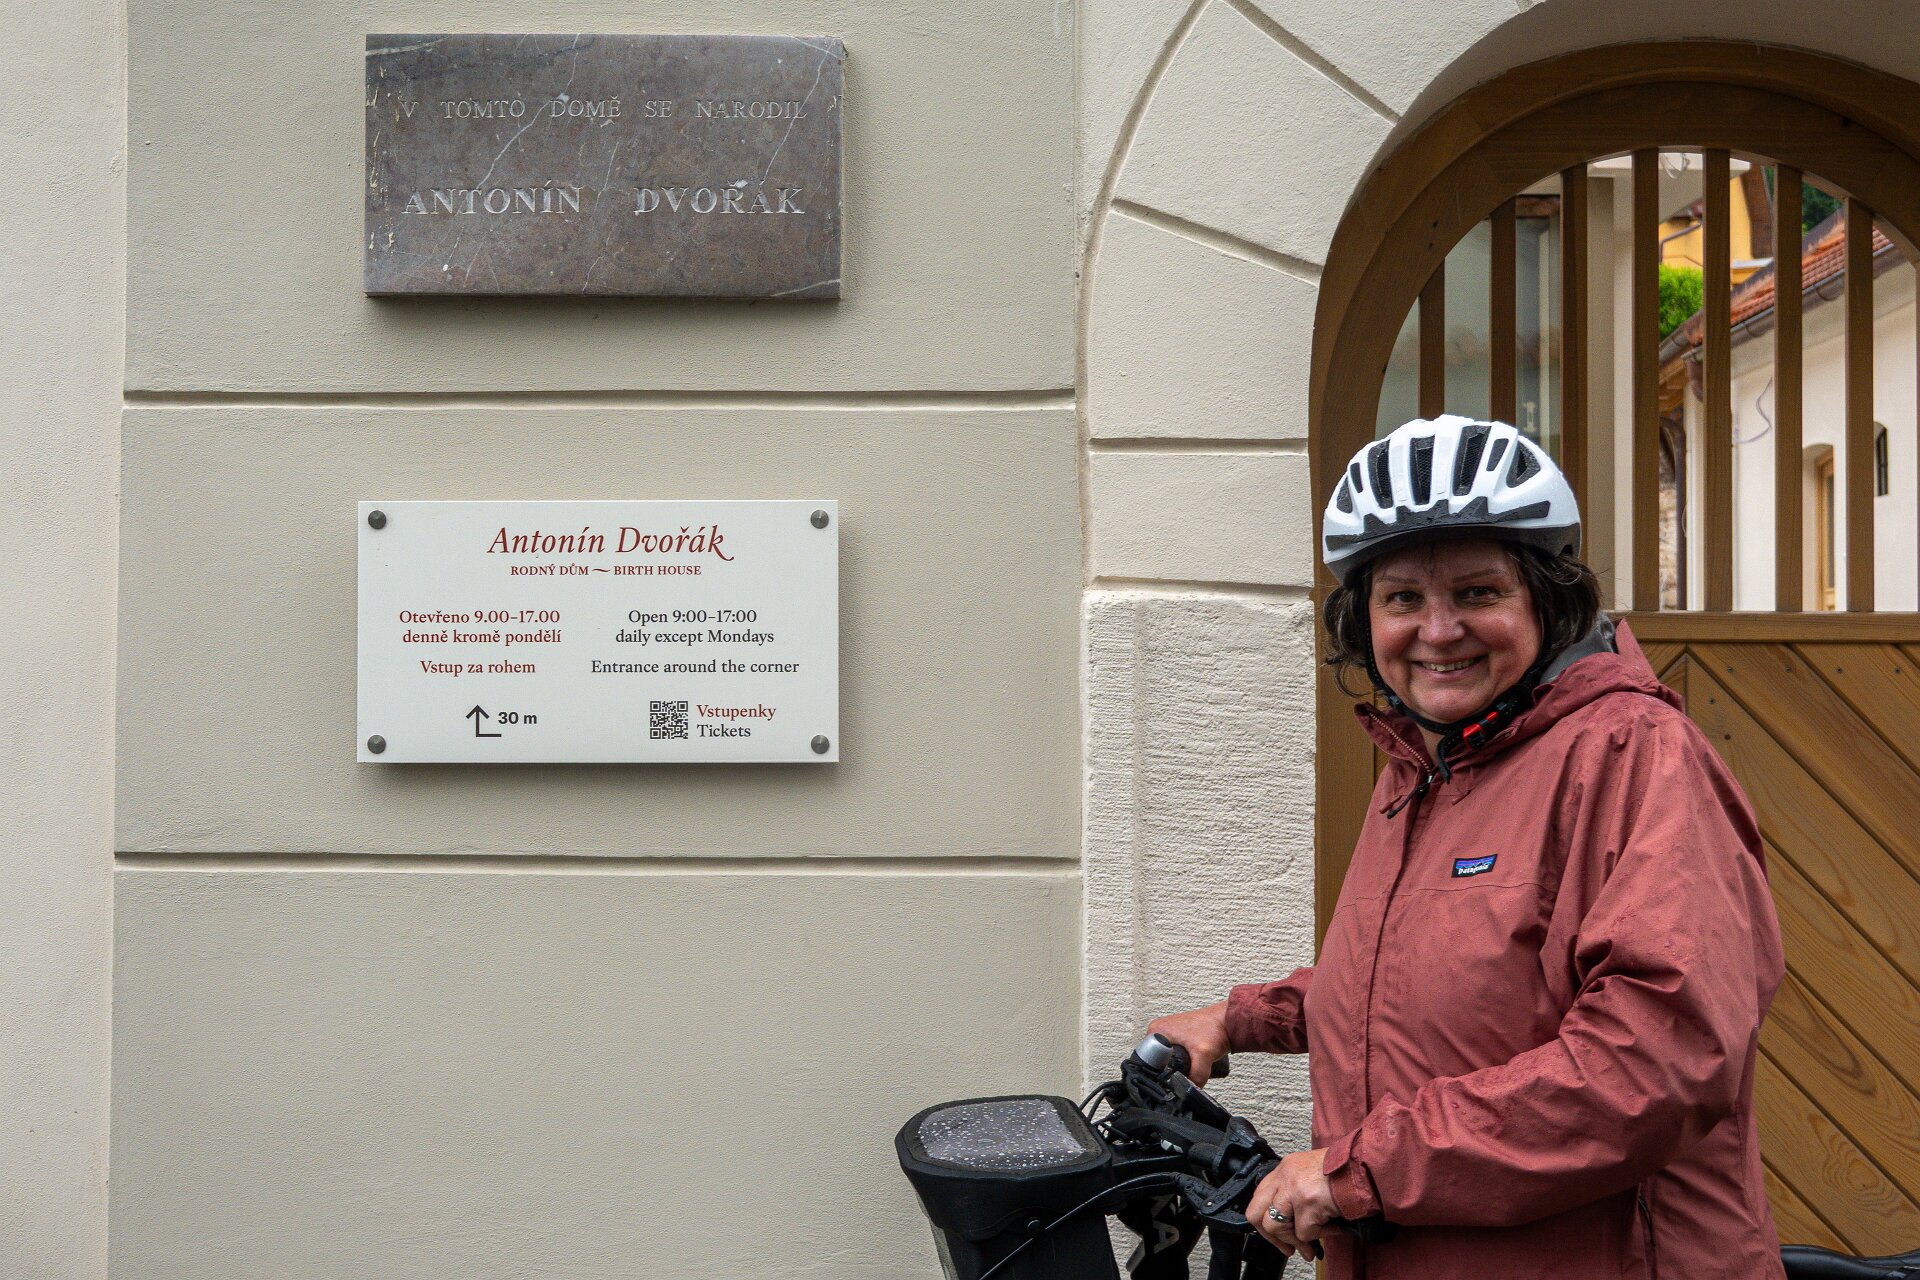 V TOMTO DOMĚ SE NARODIL
ANTONÍN DVOŘÁK
Antonín Dvořák
RODNÝ DŮM ~ BIRTH HOUSE
Otevřeno 9.00–17.00
denně kromě pondělí
Vstup za rohem
30 m
Open 9:00–17:00
daily except Mondays
Entrance around the corner
Vstupenky
Tickets
patagonia